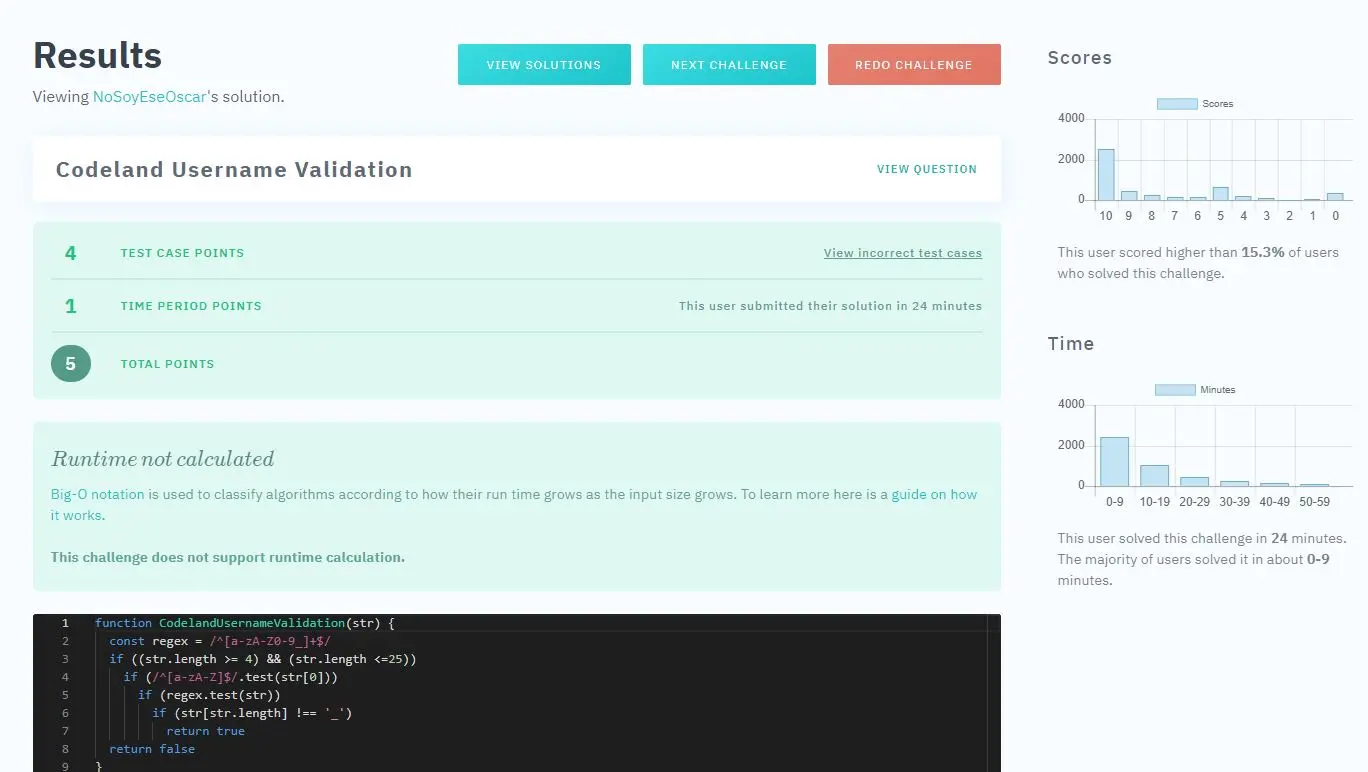 Results
VIEW SOLUTIONS
NEXT CHALLENGE
REDO CHALLENGE
Viewing NoSoyEseOscar's solution.
Codeland Username Validation
VIEW QUESTION
4 TEST CASE POINTS View incorrect test cases
1 TIME PERIOD POINTS This user submitted their solution in 24 minutes
5 TOTAL POINTS
Runtime not calculated
Big-O notation is used to classify algorithms according to how their run time grows as the input size grows. To learn more here is a guide on how
it works.
This challenge does not support runtime calculation.
1 function CodelandUsernameValidation(str) {
2 const regex = /^[a-zA-Z0-9_]+$/
3 if ((str.length >= 4) && (str.length <=25))
4 if (/^[a-zA-Z]$/.test(str[0]))
5 if (regex.test(str))
6 if (str[str.length] !== '_')
7 return true
8 return false
9 }
Scores
Scores
4000
2000
0
10 9 8 7 6 5 4 3 2 1 0
This user scored higher than 15.3% of users
who solved this challenge.
Time
Minutes
4000
2000
0
0-9 10-19 20-29 30-39 40-49 50-59
This user solved this challenge in 24 minutes.
The majority of users solved it in about 0-9
minutes.